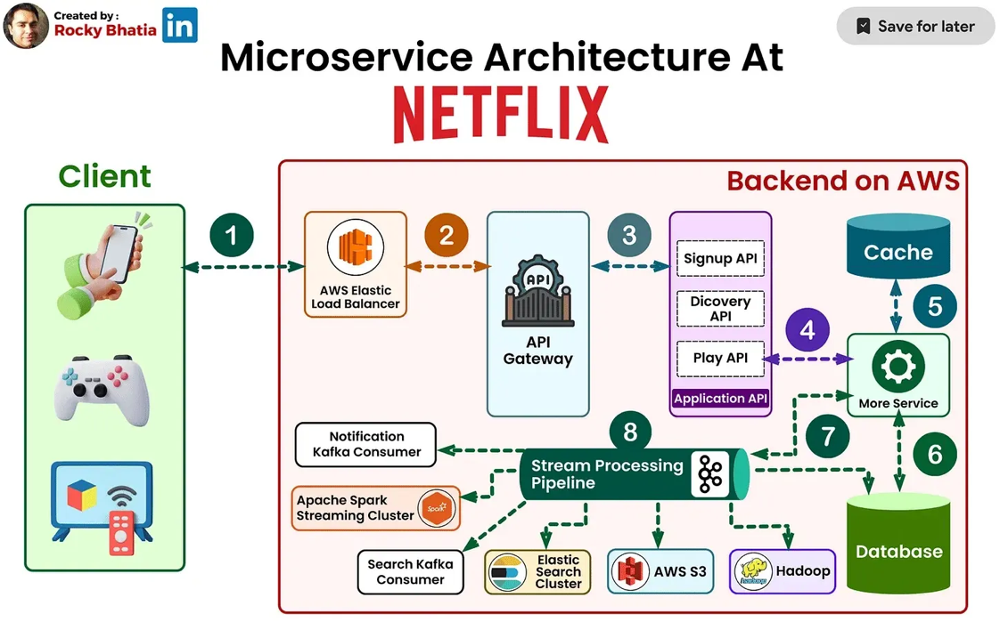 Created by :
Rocky Bhatia
in
Save for later
Microservice Architecture At
NETFLIX
Client
Backend on AWS
1
2
3
AWS Elastic
Load Balancer
API
API
Gateway
Signup API
Dicovery
API
Play API
Application API
4
Cache
5
More Service
6
7
8
Notification
Kafka Consumer
Stream Processing
Pipeline
Apache Spark
Streaming Cluster
Spark
Search Kafka
Consumer
Elastic
Search
Cluster
AWS S3
hadoop
Hadoop
Database